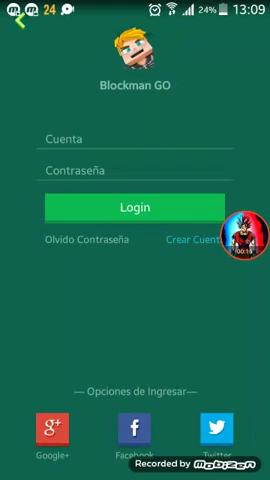 24 24% 13:09
Blockman GO
Cuenta
Contraseña
Login
Olvido Contraseña Crear Cuent
00:15
— Opciones de Ingresar—
g+ f
Google+ Facebook Twitter
Recorded by mobizen